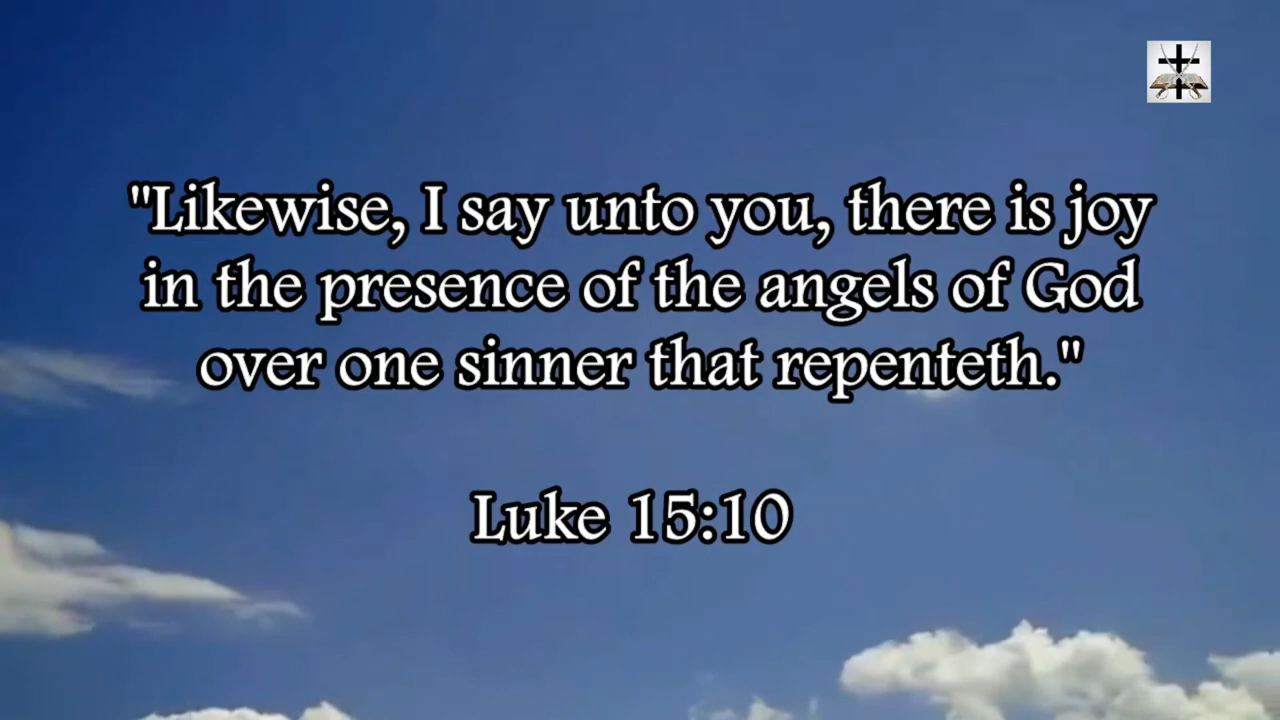 "Likewise, I say unto you, there is joy
in the presence of the angels of God
over one sinner that repenteth."
Luke 15:10